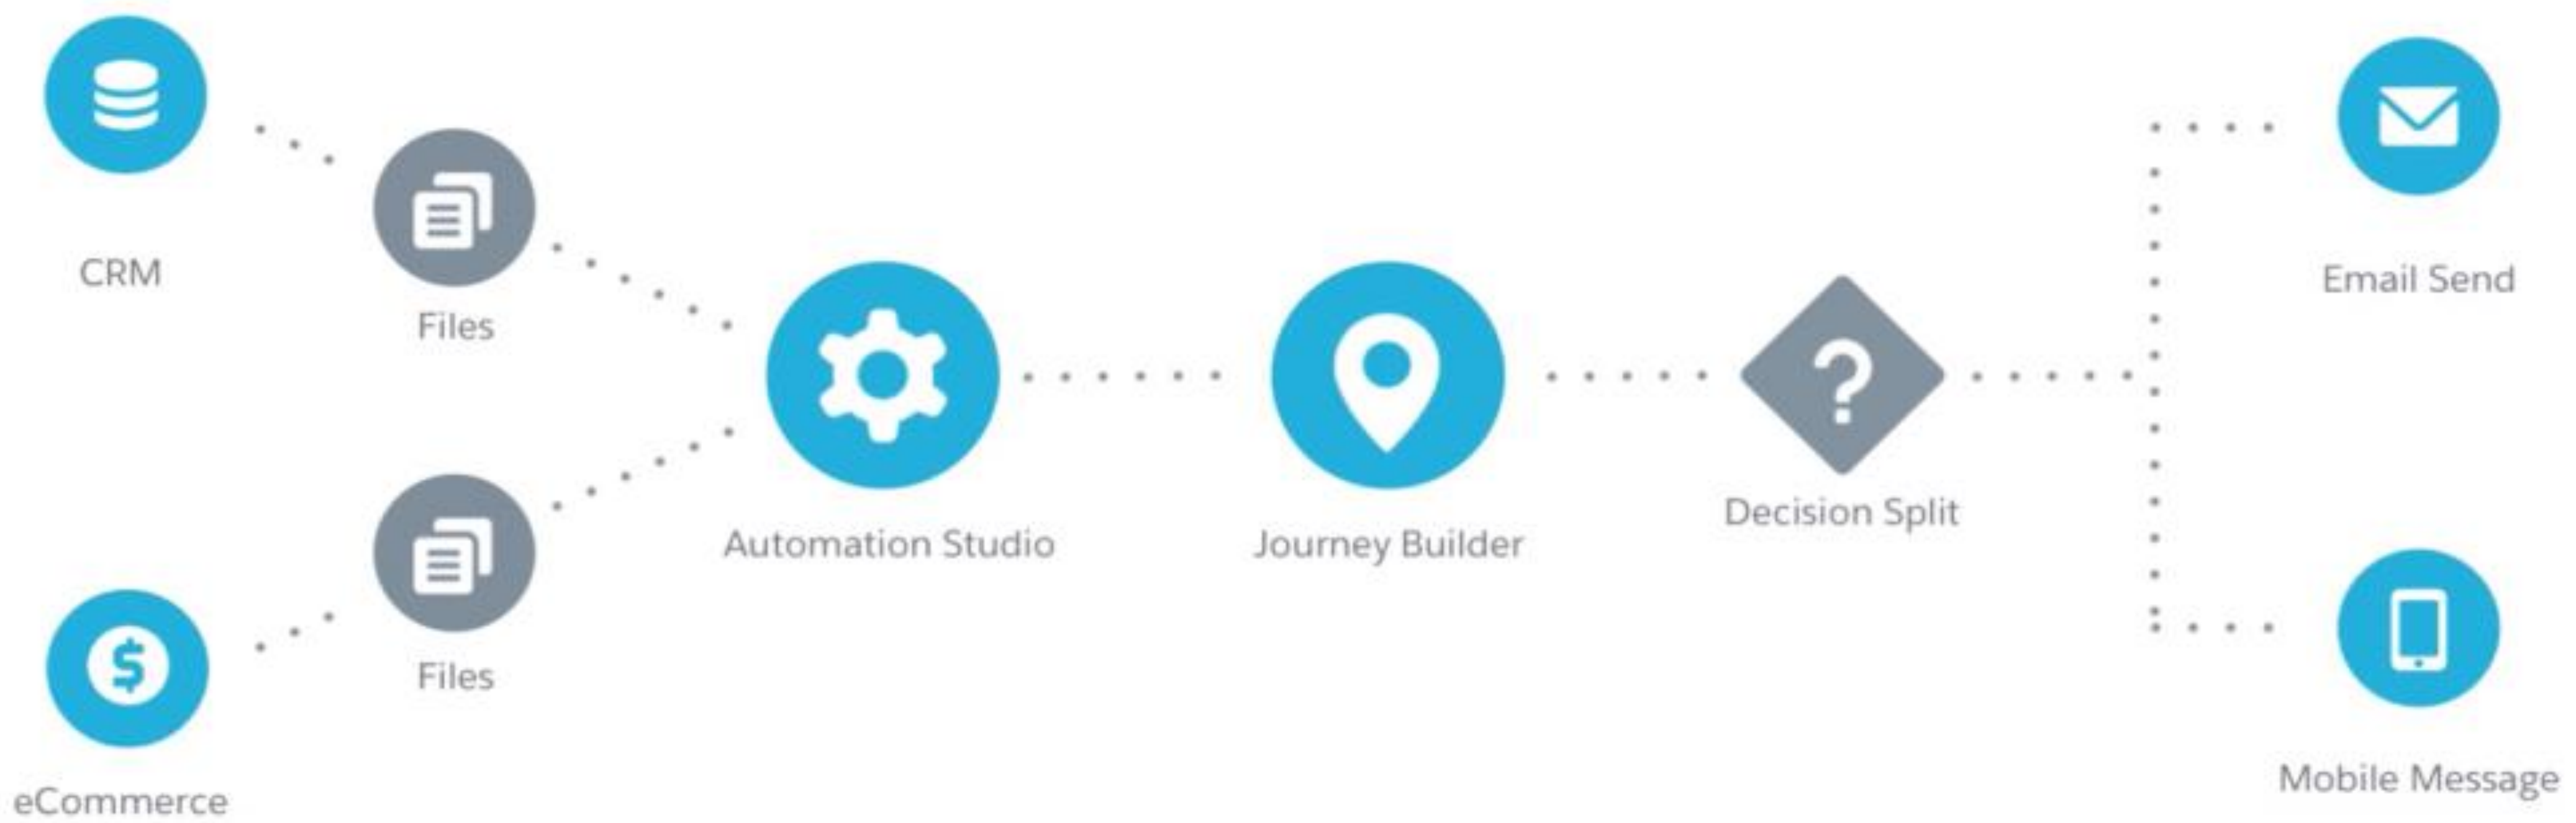 CRM
Files
Automation Studio
Journey Builder
?
Decision Split
Email Send
Files
$
eCommerce
Mobile Message